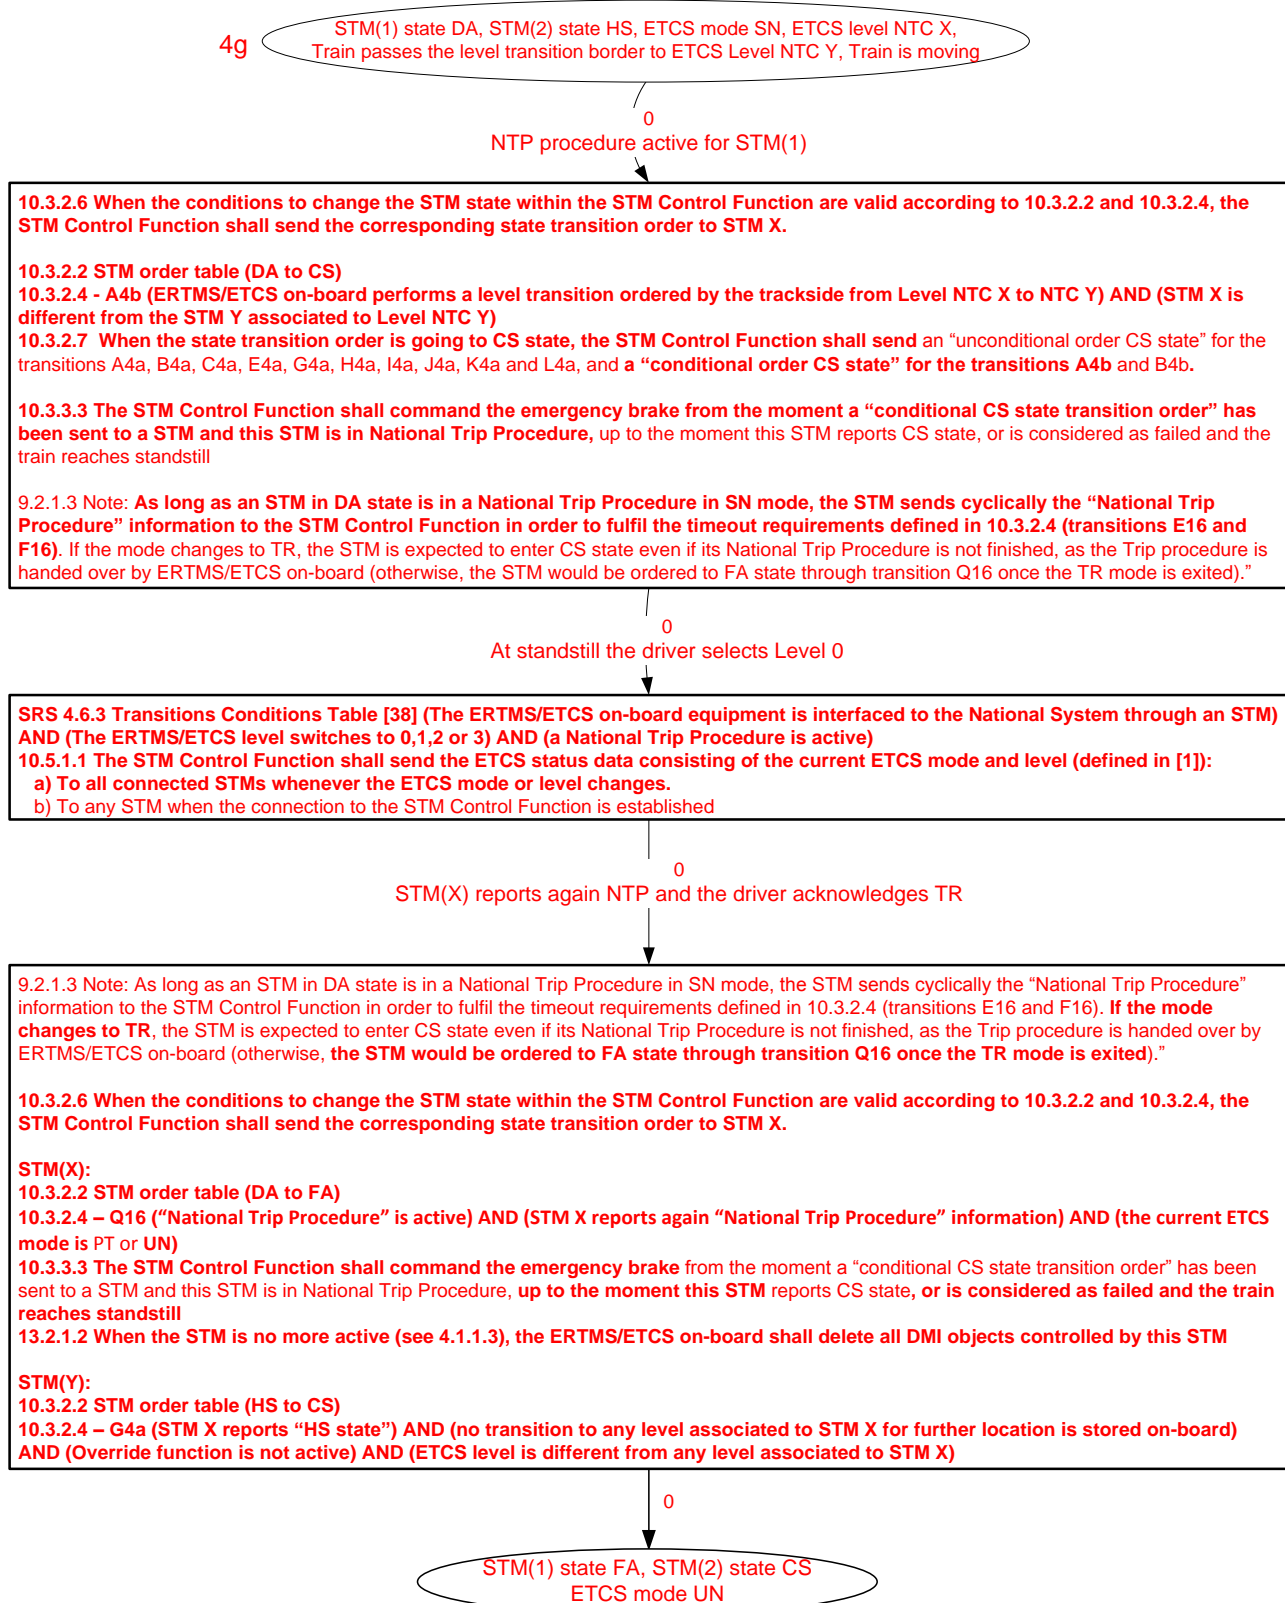 4g
STM(1) state DA, STM(2) state HS, ETCS mode SN, ETCS level NTC X,
Train passes the level transition border to ETCS Level NTC Y, Train is moving
0
NTP procedure active for STM(1)
10.3.2.6 When the conditions to change the STM state within the STM Control Function are valid according to 10.3.2.2 and 10.3.2.4, the
STM Control Function shall send the corresponding state transition order to STM X.
10.3.2.2 STM order table (DA to CS)
10.3.2.4 - A4b (ERTMS/ETCS on-board performs a level transition ordered by the trackside from Level NTC X to NTC Y) AND (STM X is
different from the STM Y associated to Level NTC Y)
10.3.2.7 When the state transition order is going to CS state, the STM Control Function shall send an “unconditional order CS state” for the
transitions A4a, B4a, C4a, E4a, G4a, H4a, I4a, J4a, K4a and L4a, and a “conditional order CS state” for the transitions A4b and B4b.
10.3.3.3 The STM Control Function shall command the emergency brake from the moment a “conditional CS state transition order” has
been sent to a STM and this STM is in National Trip Procedure, up to the moment this STM reports CS state, or is considered as failed and the
train reaches standstill
9.2.1.3 Note: As long as an STM in DA state is in a National Trip Procedure in SN mode, the STM sends cyclically the “National Trip
Procedure” information to the STM Control Function in order to fulfil the timeout requirements defined in 10.3.2.4 (transitions E16 and
F16). If the mode changes to TR, the STM is expected to enter CS state even if its National Trip Procedure is not finished, as the Trip procedure is
handed over by ERTMS/ETCS on-board (otherwise, the STM would be ordered to FA state through transition Q16 once the TR mode is exited).”
0
At standstill the driver selects Level 0
SRS 4.6.3 Transitions Conditions Table [38] (The ERTMS/ETCS on-board equipment is interfaced to the National System through an STM)
AND (The ERTMS/ETCS level switches to 0,1,2 or 3) AND (a National Trip Procedure is active)
10.5.1.1 The STM Control Function shall send the ETCS status data consisting of the current ETCS mode and level (defined in [1]):
a) To all connected STMs whenever the ETCS mode or level changes.
b) To any STM when the connection to the STM Control Function is established
0
STM(X) reports again NTP and the driver acknowledges TR
9.2.1.3 Note: As long as an STM in DA state is in a National Trip Procedure in SN mode, the STM sends cyclically the “National Trip Procedure”
information to the STM Control Function in order to fulfil the timeout requirements defined in 10.3.2.4 (transitions E16 and F16). If the mode
changes to TR, the STM is expected to enter CS state even if its National Trip Procedure is not finished, as the Trip procedure is handed over by
ERTMS/ETCS on-board (otherwise, the STM would be ordered to FA state through transition Q16 once the TR mode is exited).”
10.3.2.6 When the conditions to change the STM state within the STM Control Function are valid according to 10.3.2.2 and 10.3.2.4, the
STM Control Function shall send the corresponding state transition order to STM X.
STM(X):
10.3.2.2 STM order table (DA to FA)
10.3.2.4 – Q16 (“National Trip Procedure” is active) AND (STM X reports again “National Trip Procedure” information) AND (the current ETCS
mode is PT or UN)
10.3.3.3 The STM Control Function shall command the emergency brake from the moment a “conditional CS state transition order” has been
sent to a STM and this STM is in National Trip Procedure, up to the moment this STM reports CS state, or is considered as failed and the train
reaches standstill
13.2.1.2 When the STM is no more active (see 4.1.1.3), the ERTMS/ETCS on-board shall delete all DMI objects controlled by this STM
STM(Y):
10.3.2.2 STM order table (HS to CS)
10.3.2.4 – G4a (STM X reports “HS state”) AND (no transition to any level associated to STM X for further location is stored on-board)
AND (Override function is not active) AND (ETCS level is different from any level associated to STM X)
0
STM(1) state FA, STM(2) state CS
ETCS mode UN